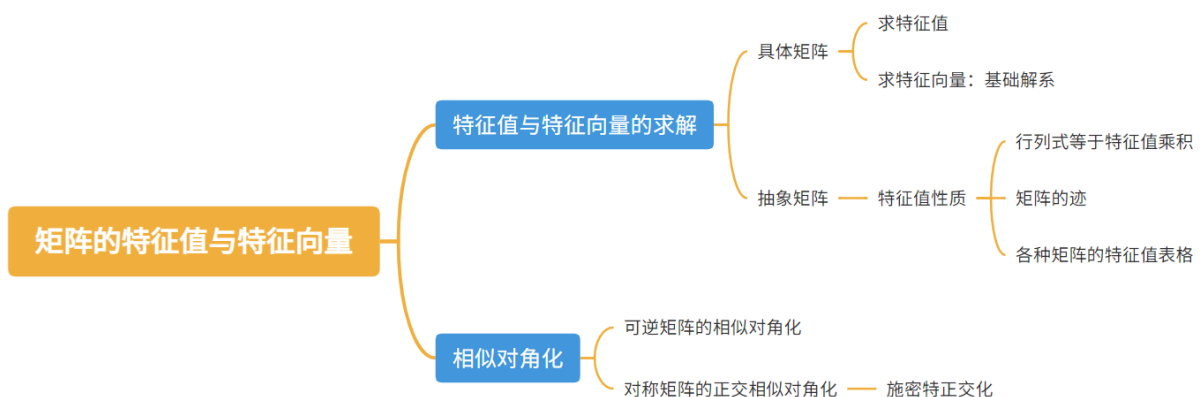 矩阵的特征值与特征向量
特征值与特征向量的求解
具体矩阵
求特征值
求特征向量：基础解系
抽象矩阵
特征值性质
行列式等于特征值乘积
矩阵的迹
各种矩阵的特征值表格
相似对角化
可逆矩阵的相似对角化
对称矩阵的正交相似对角化
施密特正交化